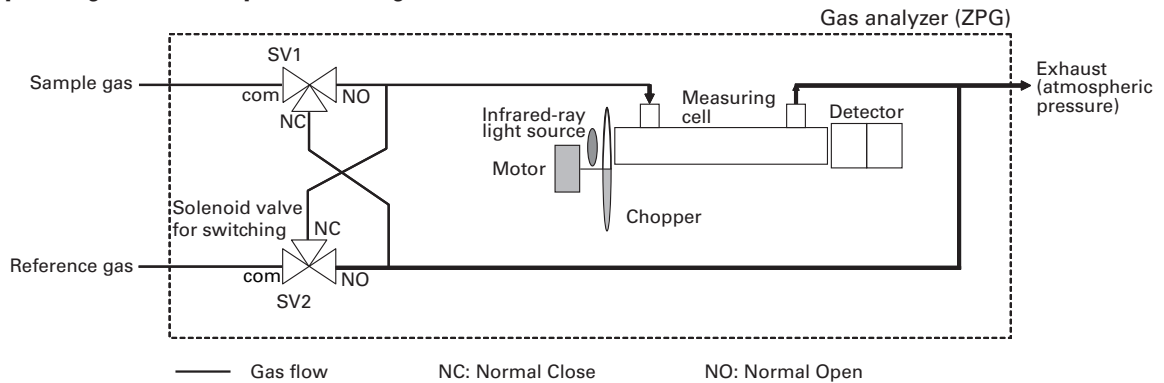 Gas analyzer (ZPG)
SV1
Sample gas
com
NO
NC
Exhaust
(atmospheric
pressure)
Infrared-ray
light source
Measuring
cell
Detector
Motor
Chopper
Solenoid valve
for switching
NC
Reference gas
com
NO
SV2
Gas flow
NC: Normal Close
NO: Normal Open